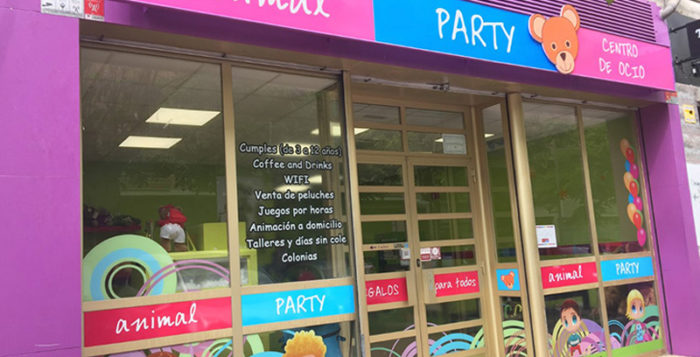 PARTY
CENTRO
DE OCIO
Cumples (de 3 a 12 años)
Coffee and Drinks
WIFI
Venta de peluches
Juegos por horas
Animación a domicilio
Talleres y días sin cole
Colonias
REGALOS
para todos
animal
PARTY
animal
PARTY